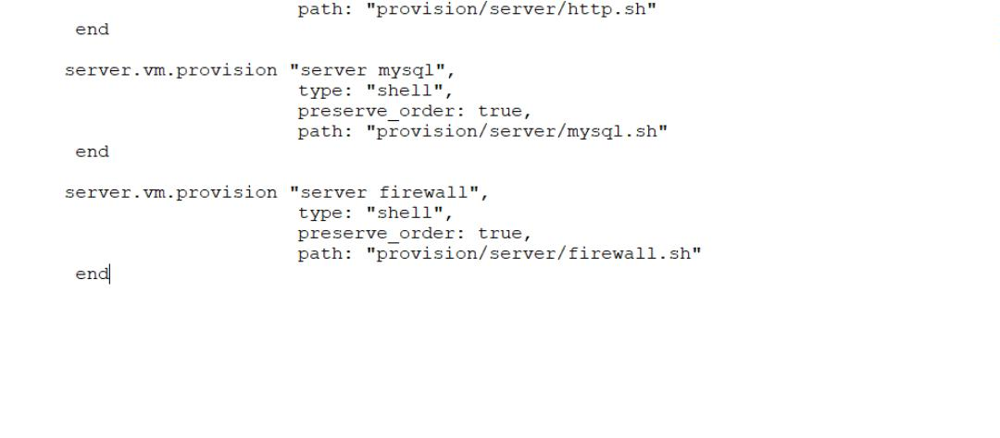 path: "provision/server/http.sh"
end
server.vm.provision "server mysql",
type: "shell",
preserve_order: true,
path: "provision/server/mysql.sh"
end
server.vm.provision "server firewall",
type: "shell",
preserve_order: true,
path: "provision/server/firewall.sh"
end